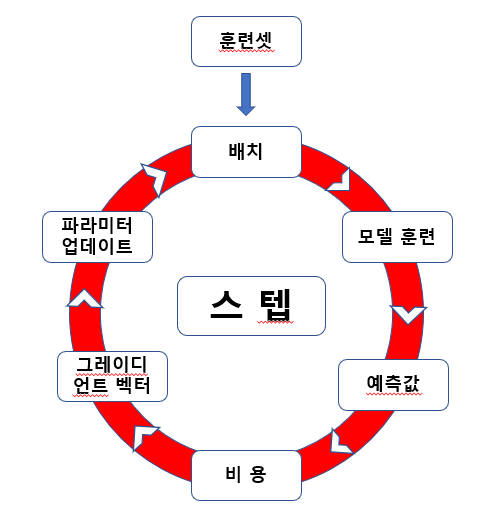 훈련셋
배치
모델 훈련
예측값
비 용
그레이디
언트 벡터
파라미터
업데이트
스 텝